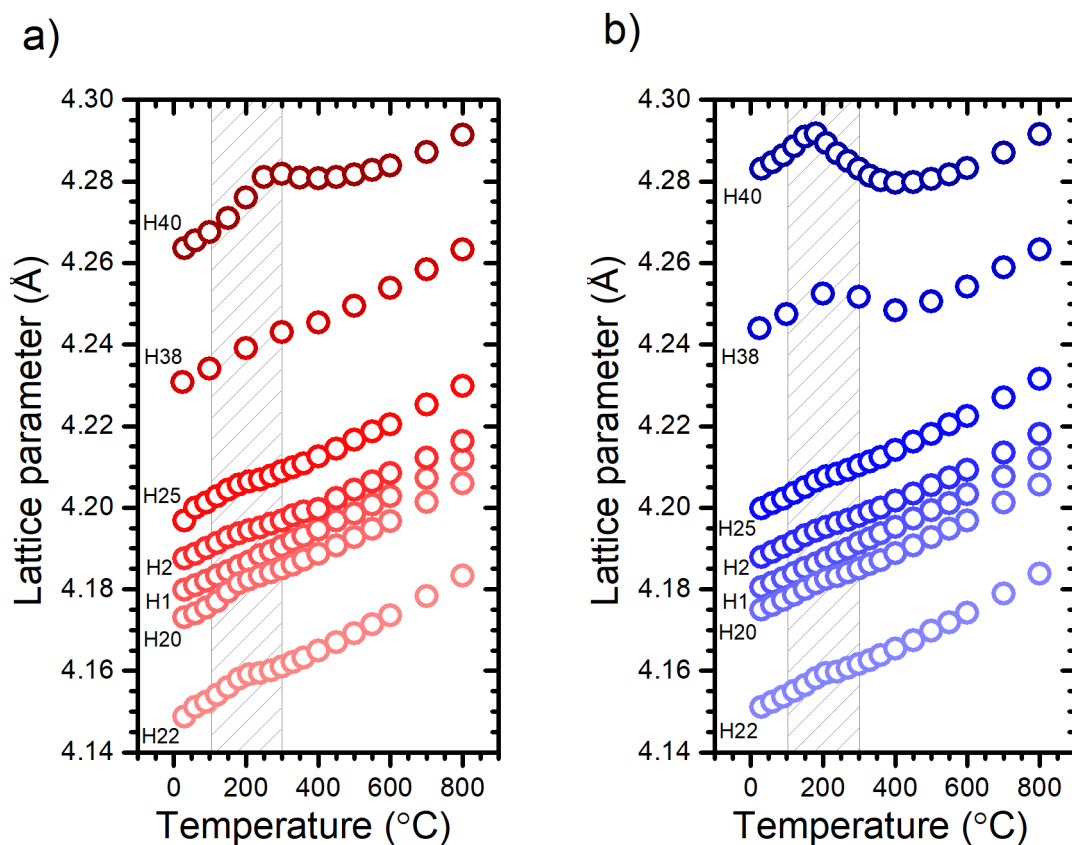 a)
4.30
4.28
4.26
4.24
4.22
4.20
4.18
4.16
4.14
Lattice parameter (Å)
H40
H38
H25
H2
H1
H20
H22
0 200 400 600 800
Temperature (°C)
b)
4.30
4.28
4.26
4.24
4.22
4.20
4.18
4.16
4.14
Lattice parameter (Å)
H40
H38
H25
H2
H1
H20
H22
0 200 400 600 800
Temperature (°C)